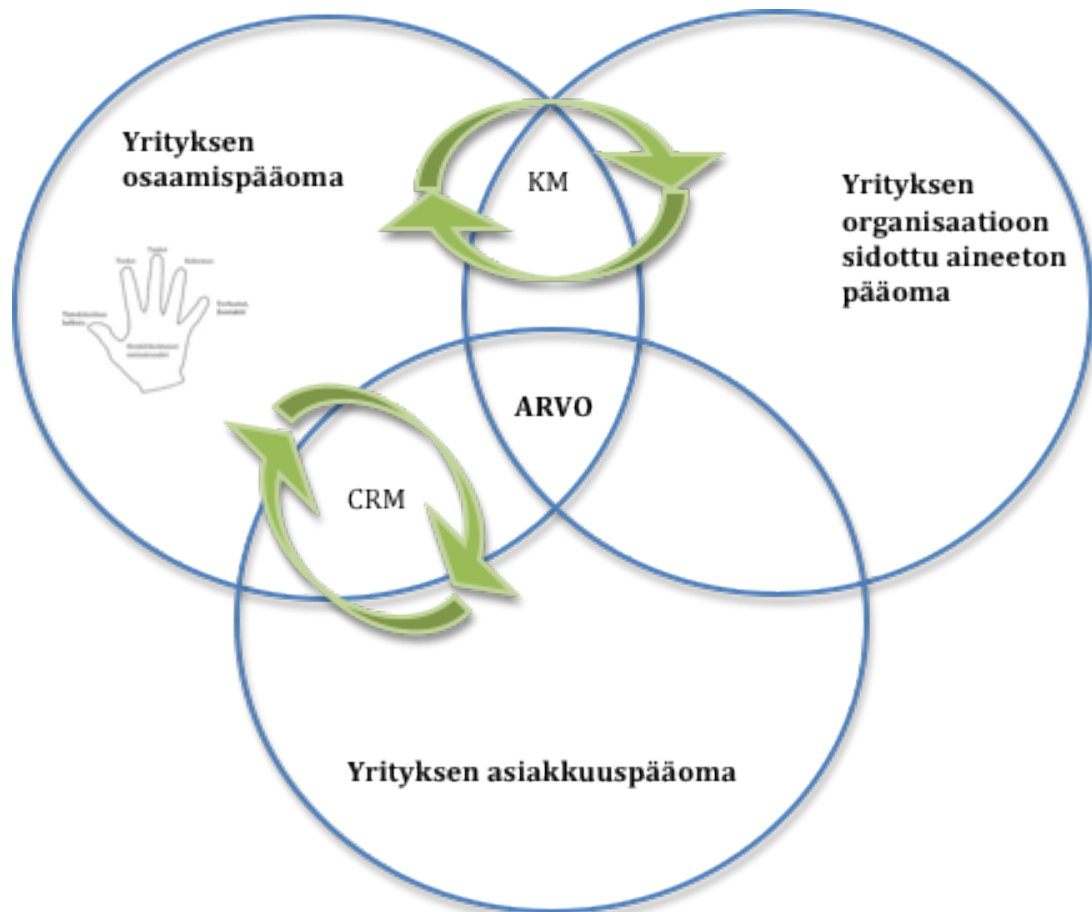 Yrityksen
osaamispääoma
KM
Yrityksen
organisaatioon
sidottu aineeton
pääoma
ARVO
CRM
Yrityksen asiakkuuspääoma